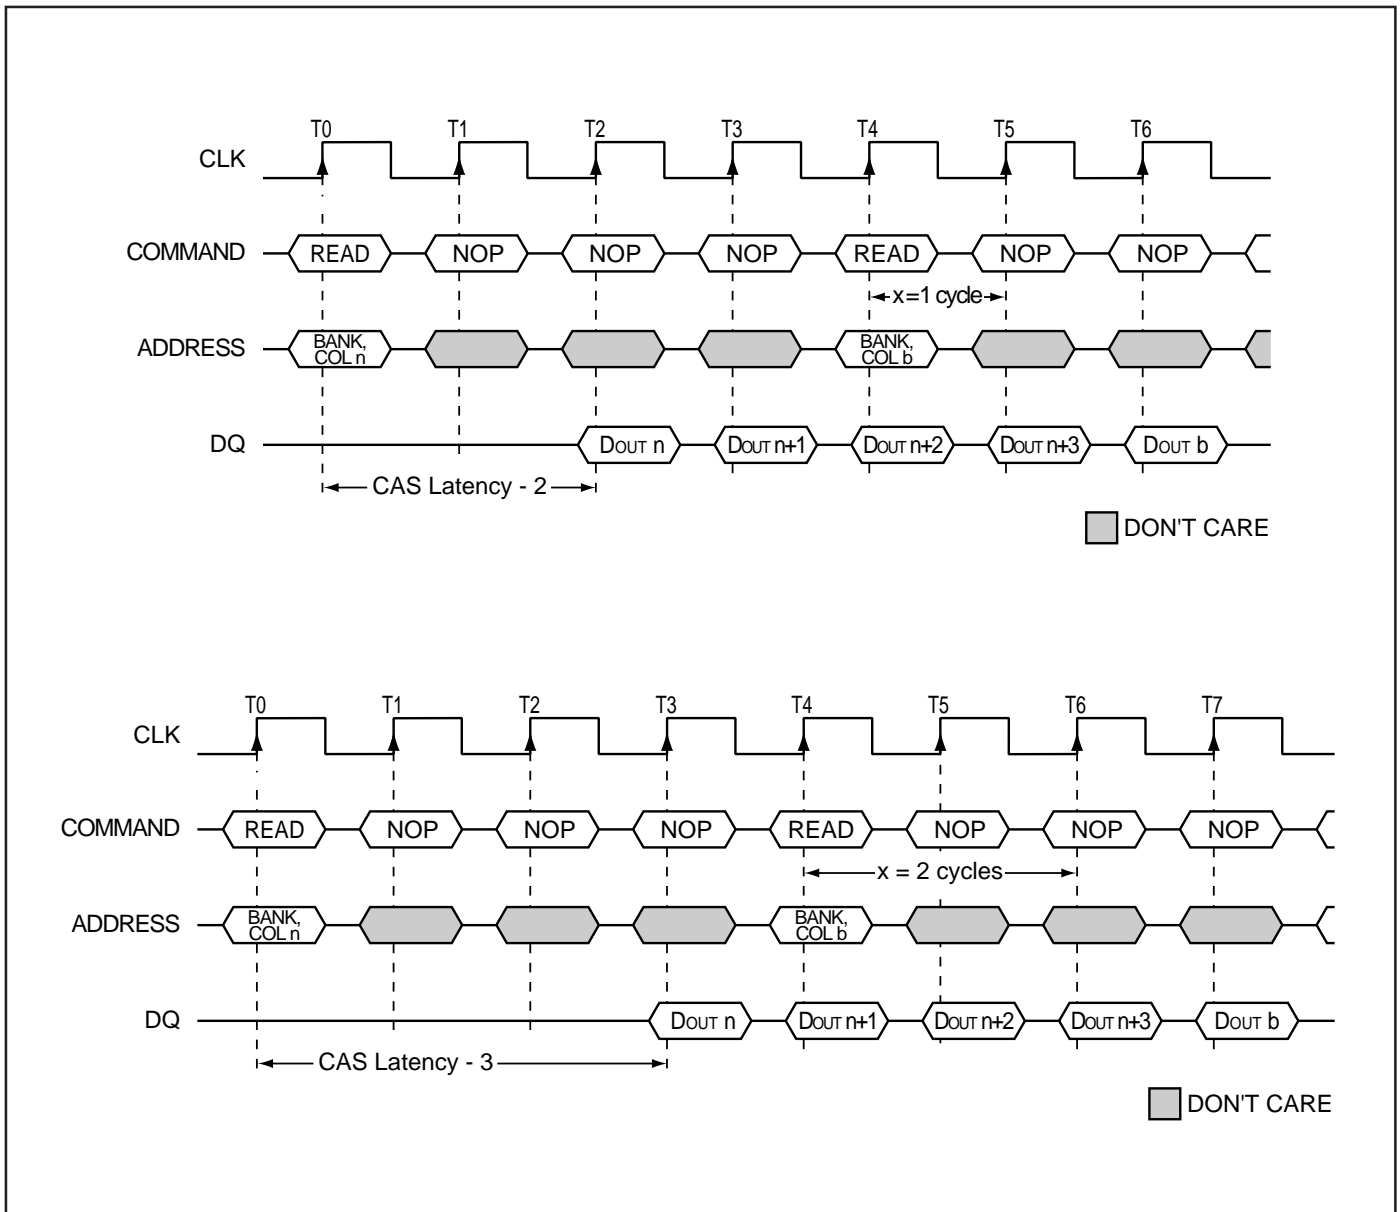 T0 T1 T2 T3 T4 T5 T6
CLK
COMMAND READ NOP NOP NOP READ NOP NOP
x=1 cycle
ADDRESS BANK, COL n BANK, COL b
DQ DOUT n DOUT n+1 DOUT n+2 DOUT n+3 DOUT b
CAS Latency - 2
DON'T CARE
T0 T1 T2 T3 T4 T5 T6 T7
CLK
COMMAND READ NOP NOP NOP READ NOP NOP NOP
x = 2 cycles
ADDRESS BANK, COL n BANK, COL b
DQ DOUT n DOUT n+1 DOUT n+2 DOUT n+3 DOUT b
CAS Latency - 3
DON'T CARE